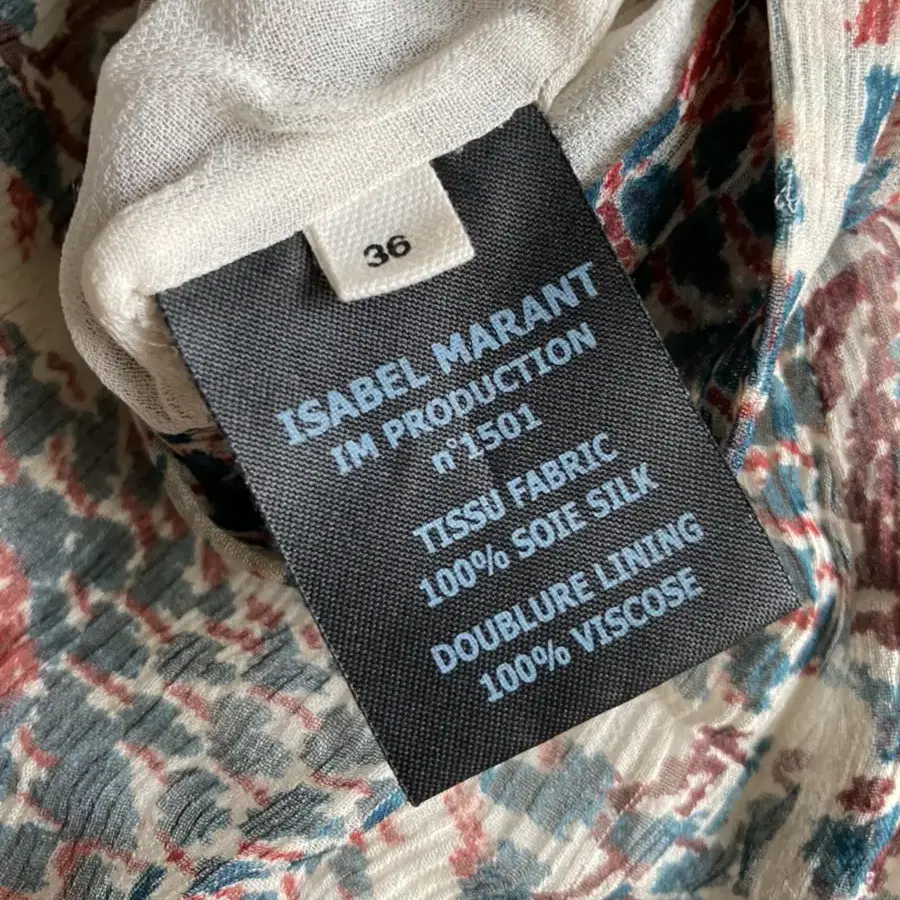 36
ISABEL MARANT
IM PRODUCTION
n°1501
TISSU FABRIC
100% SOIE SILK
DOUBLURE LINING
100% VISCOSE